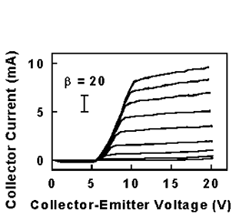 Collector Current (mA)
10
5
0
β = 20
0 5 10 15 20
Collector-Emitter Voltage (V)